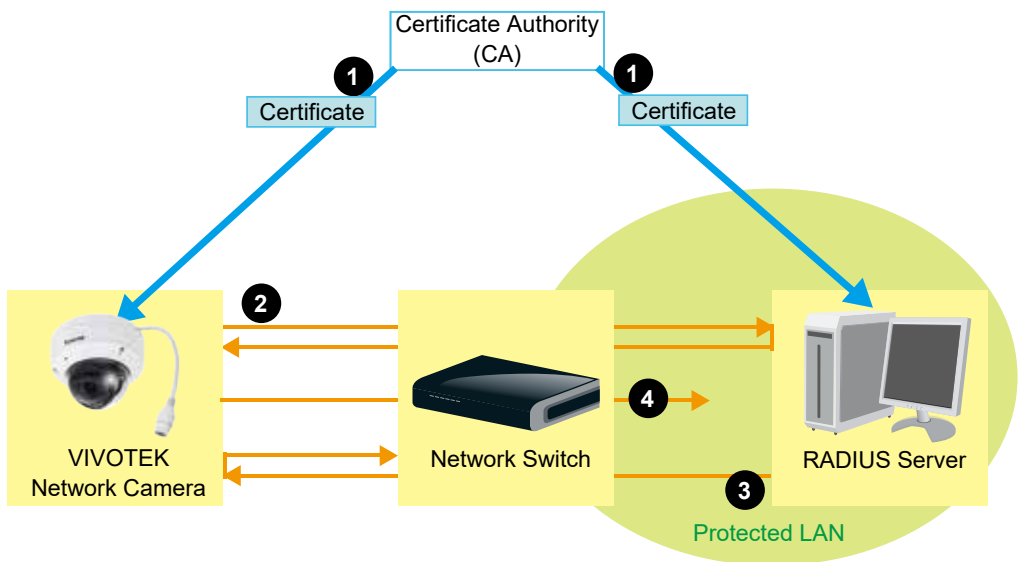 Certificate Authority
(CA)
1
1
Certificate
Certificate
2
4
VIVOTEK
Network Camera
Network Switch
RADIUS Server
3
Protected LAN